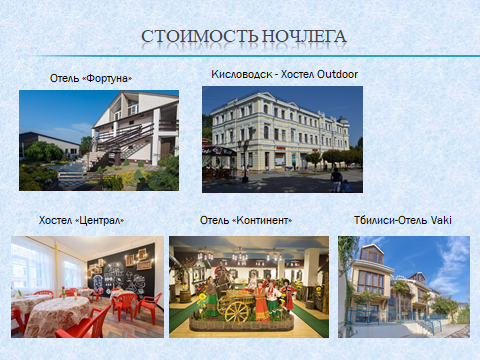 СТОИМОСТЬ НОЧЛЕГА
Отель «Фортуна»
Кисловодск - Хостел Outdoor
Хостел «Централ»
Отель «Континент»
Тбилиси-Отель Vaki